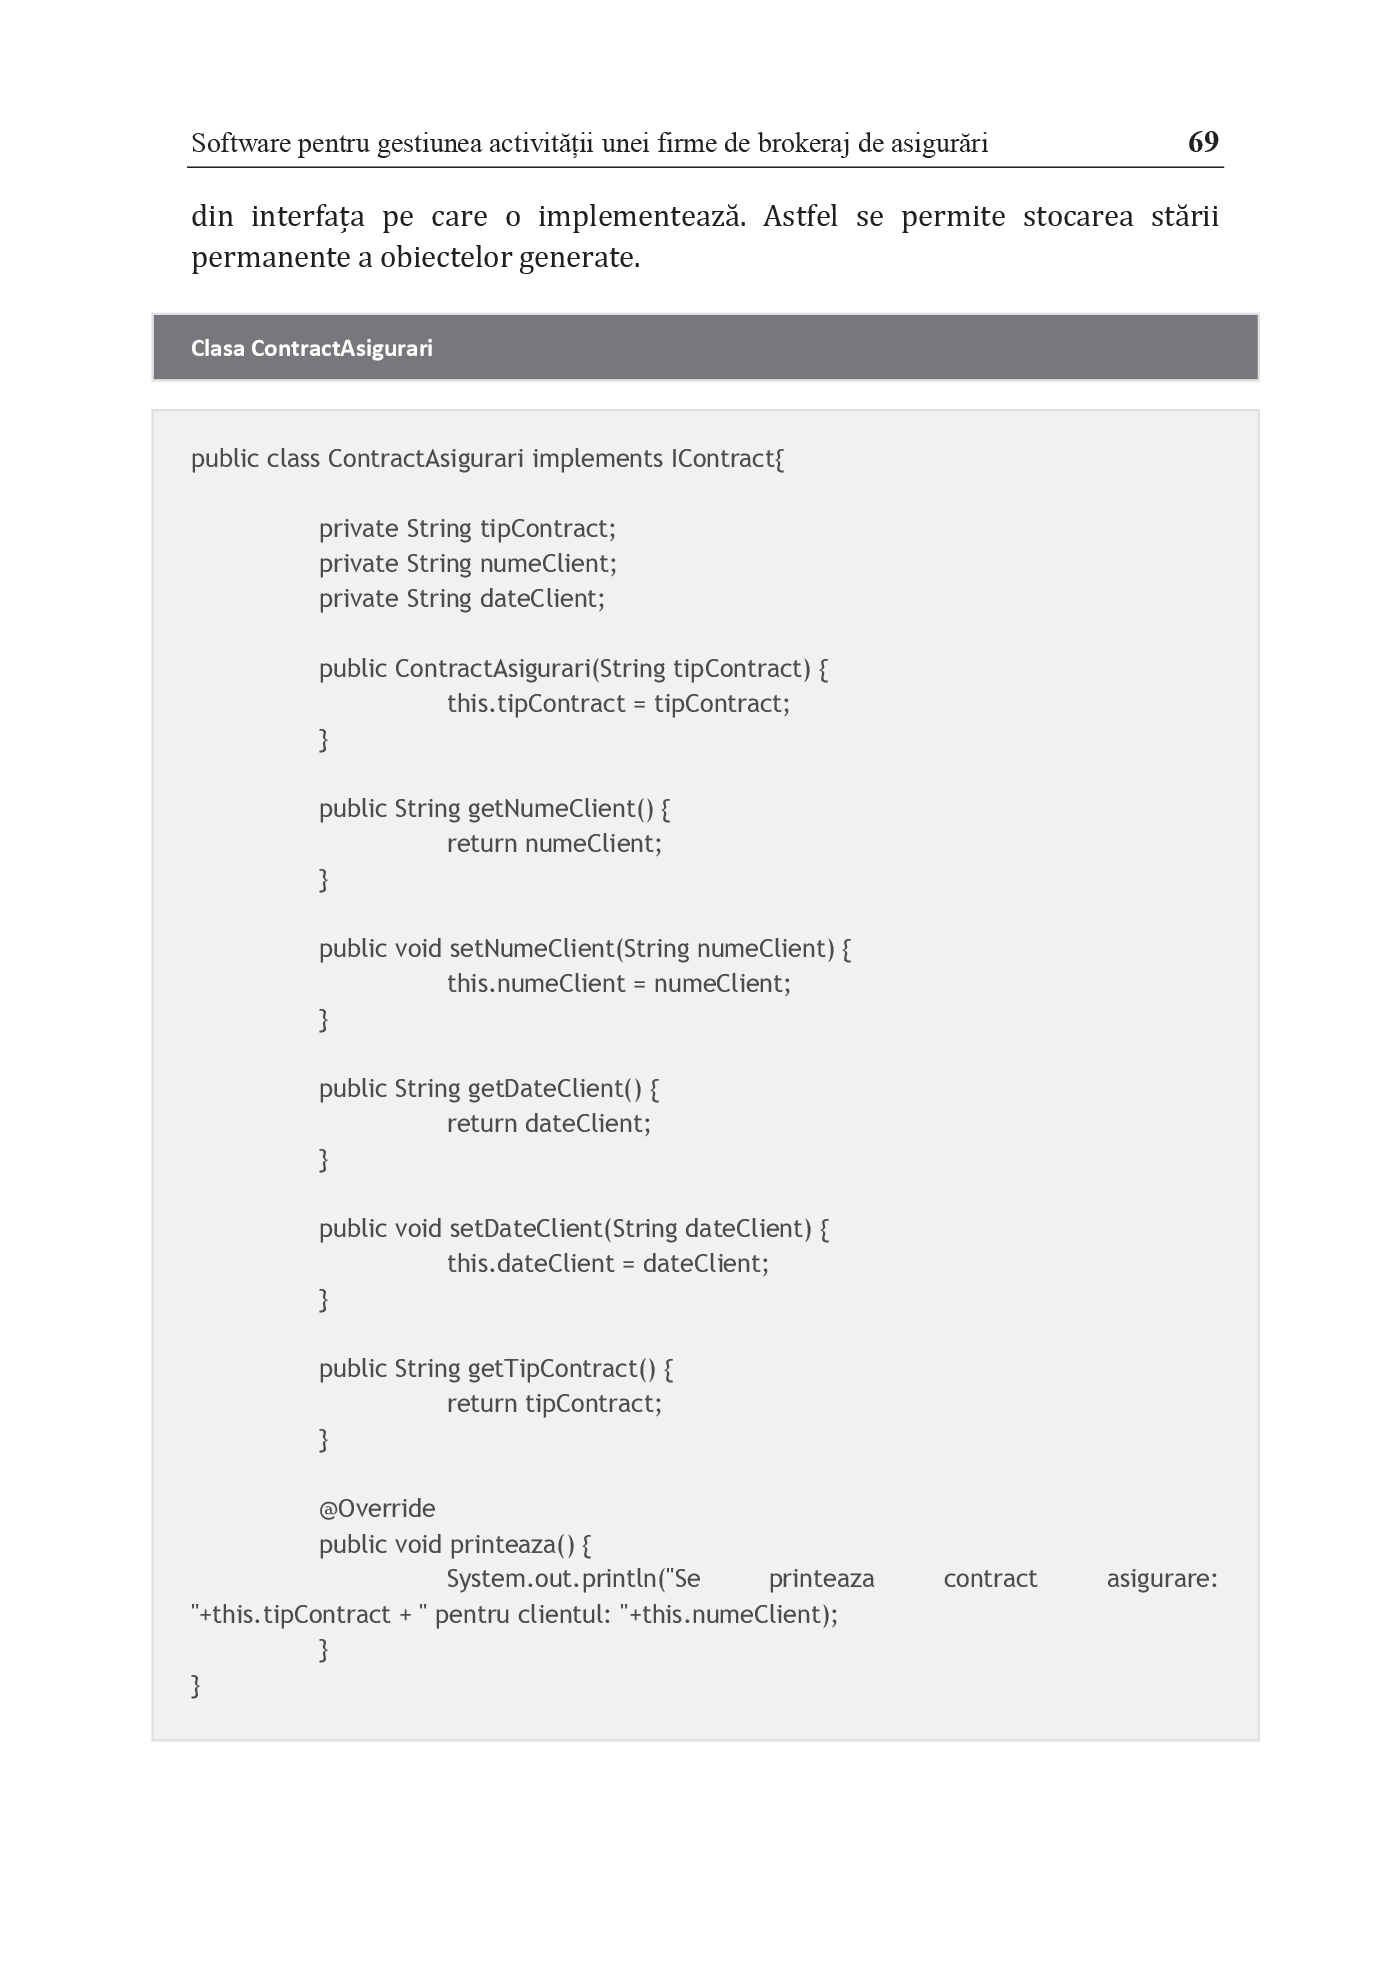 Software pentru gestiunea activității unei firme de brokeraj de asigurări 69
din interfața pe care o implementează. Astfel se permite stocarea stării
permanente a obiectelor generate.
Clasa ContractAsigurari
public class ContractAsigurari implements IContract{
private String tipContract;
private String numeClient;
private String dateClient;
public ContractAsigurari(String tipContract) {
this.tipContract = tipContract;
}
public String getNumeClient() {
return numeClient;
}
public void setNumeClient(String numeClient) {
this.numeClient = numeClient;
}
public String getDateClient() {
return dateClient;
}
public void setDateClient(String dateClient) {
this.dateClient = dateClient;
}
public String getTipContract() {
return tipContract;
}
@Override
public void printeaza() {
System.out.println("Se printeaza contract asigurare:
"+this.tipContract + " pentru clientul: "+this.numeClient);
}
}